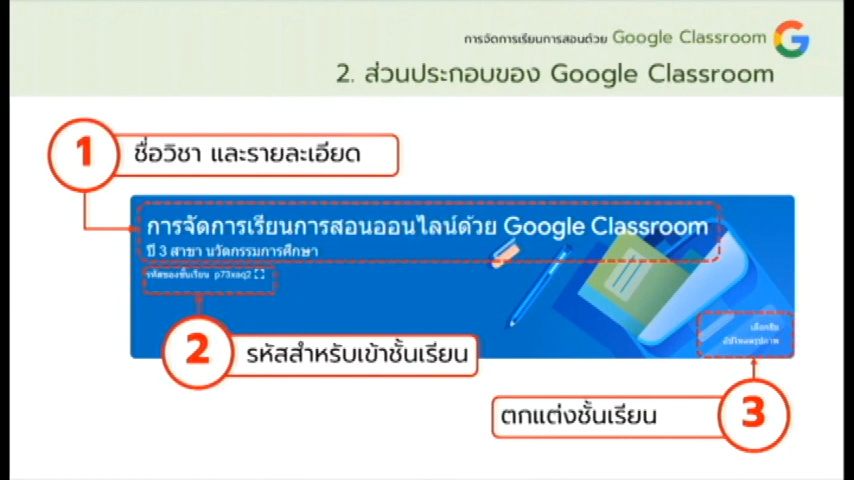 การจัดการเรียนการสอนด้วย Google Classroom
2. ส่วนประกอบของ Google Classroom
1
ชื่อวิชา และรายละเอียด
การจัดการเรียนการสอนออนไลน์ด้วย Google Classroom
ปี 3 สาขา นวัตกรรมการศึกษา
รหัสของชั้นเรียน
2
รหัสสำหรับเข้าชั้นเรียน
เลือกธีม
อัปโหลดรูปภาพ
ตกแต่งชั้นเรียน
3